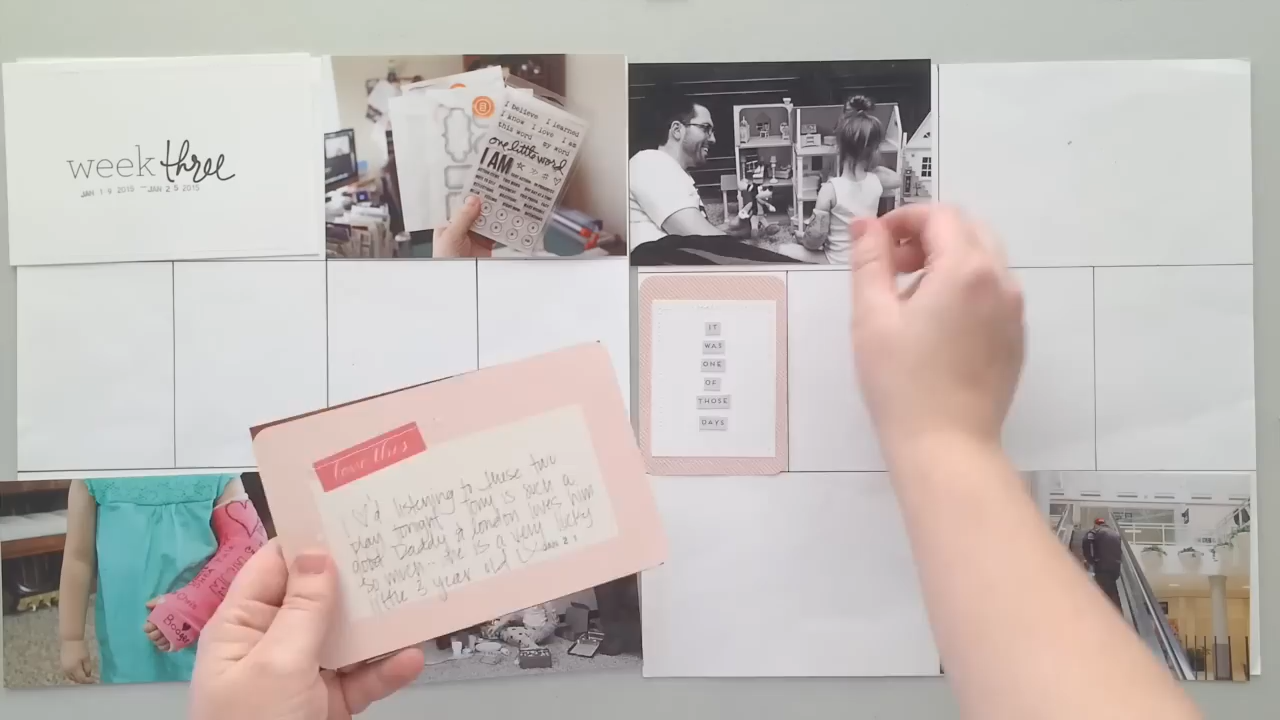 week three
JAN 19 2015 — JAN 25 2015
I believe I learned
I know I love I am
this word my word
one little word
I AM
IT
WAS
ONE
OF
THOSE
DAYS
love this
I ♡'d listening to these two
play tonight. Tony is such a
good Daddy & London loves him
so much. He is a very lucky
little 3 year old
JAN 21